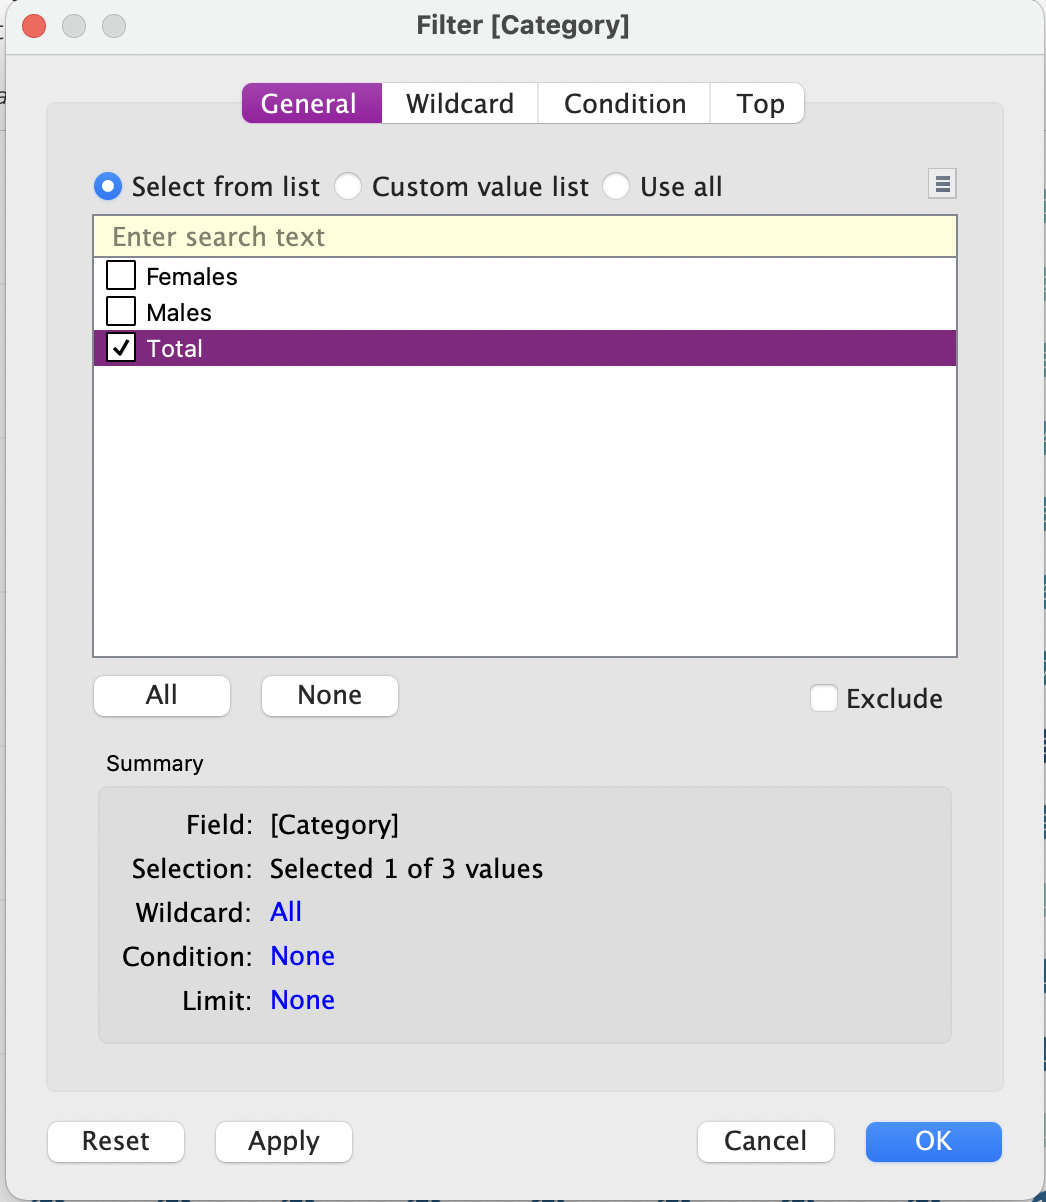 Filter [Category]
General Wildcard Condition Top
Select from list Custom value list Use all
Enter search text
Females
Males
Total
All None Exclude
Summary
Field: [Category]
Selection: Selected 1 of 3 values
Wildcard: All
Condition: None
Limit: None
Reset Apply Cancel OK